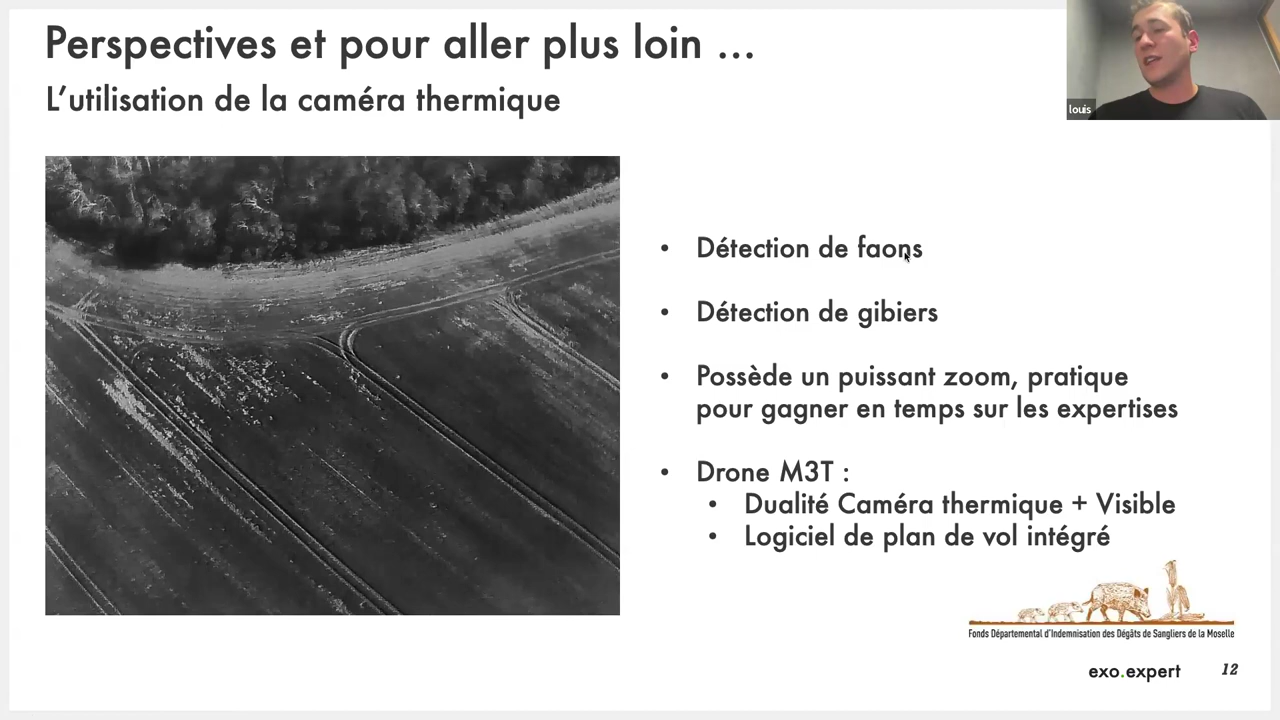 Perspectives et pour aller plus loin ...
L'utilisation de la caméra thermique
louis
• Détection de faons
• Détection de gibiers
• Possède un puissant zoom, pratique
pour gagner en temps sur les expertises
• Drone M3T :
• Dualité Caméra thermique + Visible
• Logiciel de plan de vol intégré
Fonds Départemental d'Indemnisation des Dégâts de Sangliers de la Moselle
exo.expert
12